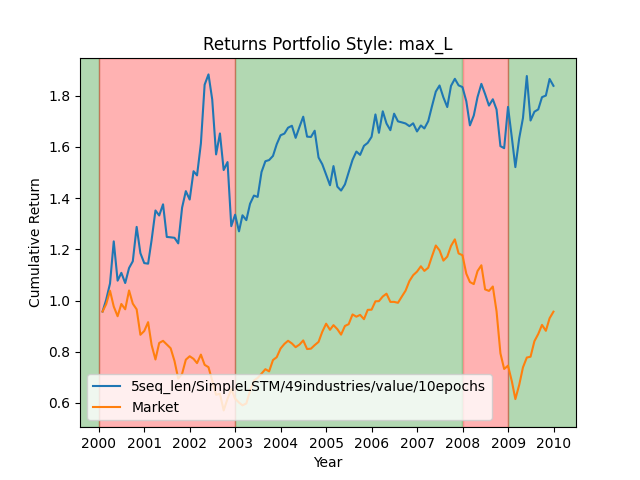 Returns Portfolio Style: max_L
Cumulative Return
1.8
1.6
1.4
1.2
1.0
0.8
0.6
5seq_len/SimpleLSTM/49industries/value/10epochs
Market
2000 2001 2002 2003 2004 2005 2006 2007 2008 2009 2010
Year